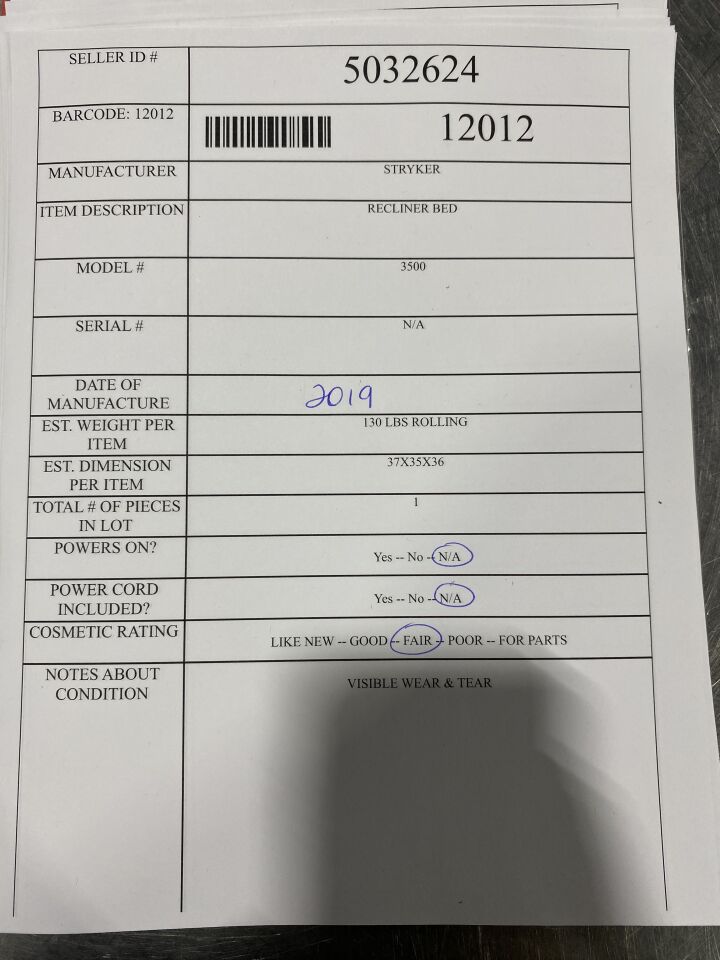 SELLER ID #
5032624
BARCODE: 12012
12012
MANUFACTURER
STRYKER
ITEM DESCRIPTION
RECLINER BED
MODEL #
3500
SERIAL #
N/A
DATE OF
MANUFACTURE
2019
EST. WEIGHT PER
ITEM
130 LBS ROLLING
EST. DIMENSION
PER ITEM
37X35X36
TOTAL # OF PIECES
IN LOT
1
POWERS ON?
Yes -- No -- N/A
POWER CORD
INCLUDED?
Yes -- No -- N/A
COSMETIC RATING
LIKE NEW -- GOOD -- FAIR -- POOR -- FOR PARTS
NOTES ABOUT
CONDITION
VISIBLE WEAR & TEAR